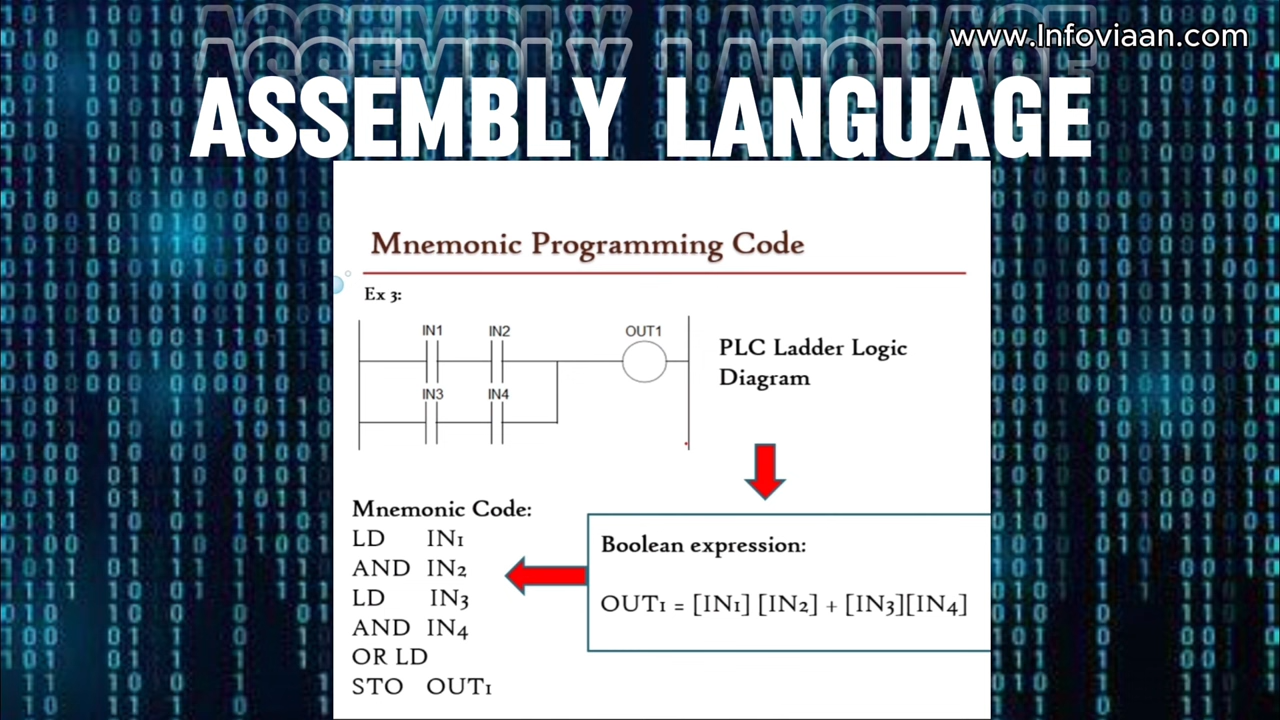 www.Infoviaan.com
ASSEMBLY LANGUAGE
Mnemonic Programming Code
Ex 3:
IN1 IN2 OUT1
IN3 IN4
PLC Ladder Logic
Diagram
Mnemonic Code:
LD IN1
AND IN2
LD IN3
AND IN4
OR LD
STO OUT1
Boolean expression:
OUT1 = [IN1] [IN2] + [IN3][IN4]